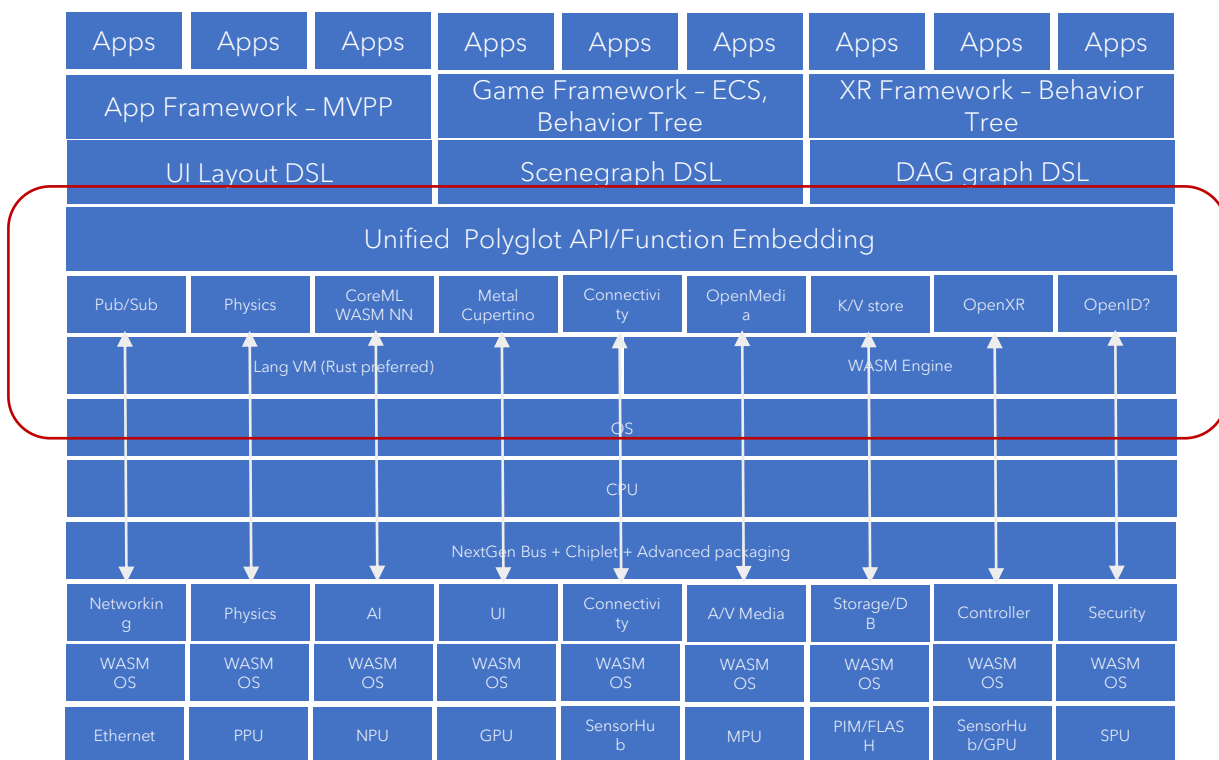 Apps Apps Apps Apps Apps Apps Apps Apps Apps
App Framework – MVPP
Game Framework – ECS,
Behavior Tree
XR Framework – Behavior
Tree
UI Layout DSL
Scenegraph DSL
DAG graph DSL
Unified Polyglot API/Function Embedding
Pub/Sub
Physics
CoreML
WASM NN
Metal
Cupertino
Connectivi
ty
OpenMedi
a
K/V store
OpenXR
OpenID?
Lang VM (Rust preferred)
WASM Engine
OS
CPU
NextGen Bus + Chiplet + Advanced packaging
Networkin
g
Physics
AI
UI
Connectivi
ty
A/V Media
Storage/D
B
Controller
Security
WASM
OS
WASM
OS
WASM
OS
WASM
OS
WASM
OS
WASM
OS
WASM
OS
WASM
OS
WASM
OS
Ethernet
PPU
NPU
GPU
SensorHu
b
MPU
PIM/FLAS
H
SensorHu
b/GPU
SPU